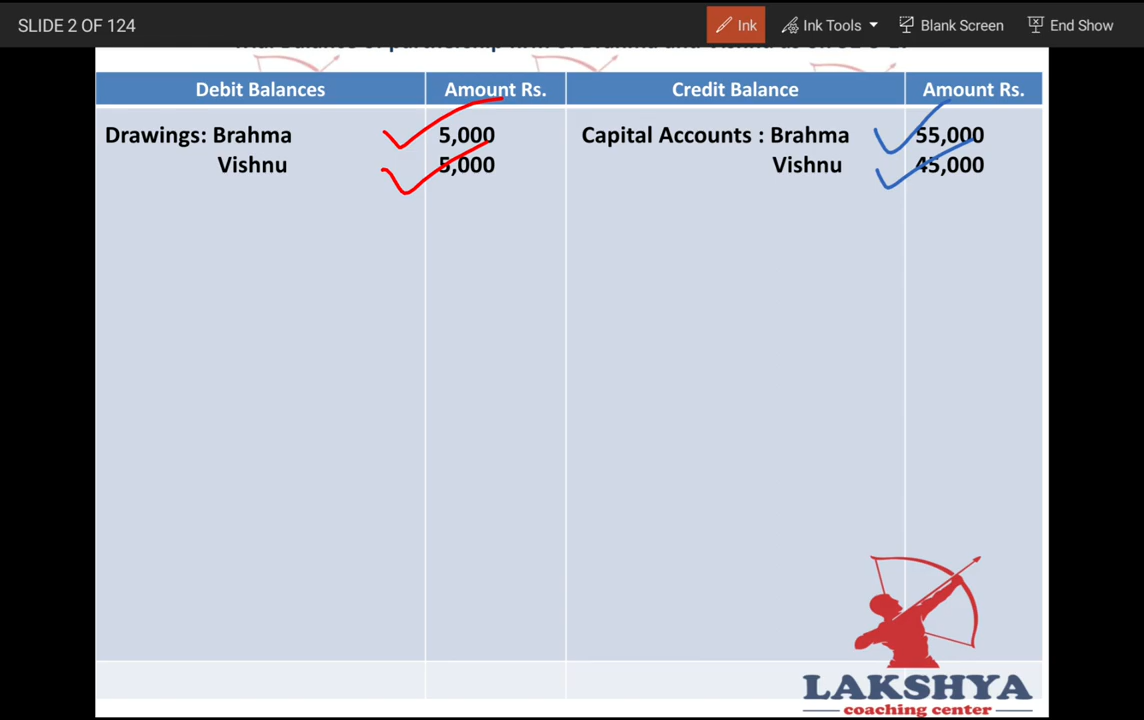 SLIDE 2 OF 124
Ink
Ink Tools
Blank Screen
End Show
Debit Balances Amount Rs. Credit Balance Amount Rs.
Drawings: Brahma 5,000 Capital Accounts : Brahma 55,000
Vishnu 5,000 Vishnu 45,000
LAKSHYA
coaching center